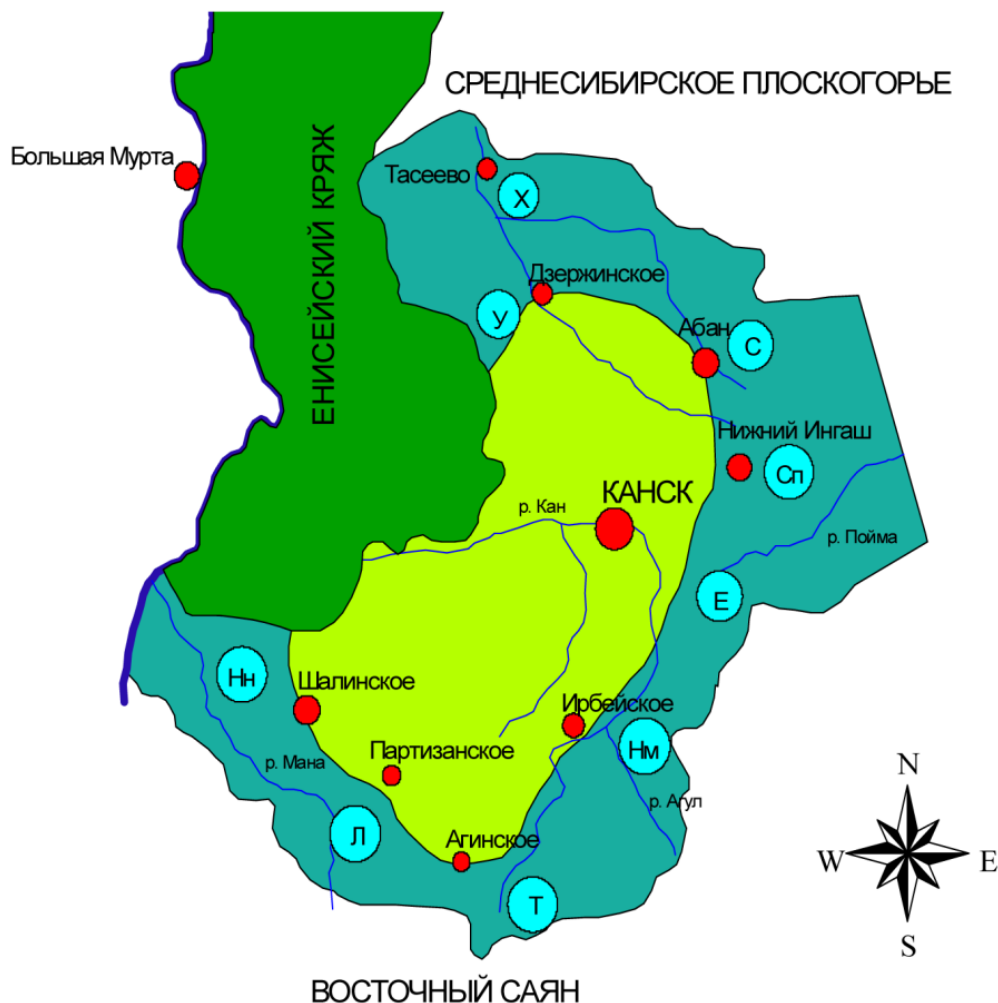 СРЕДНЕСИБИРСКОЕ ПЛОСКОГОРЬЕ
Большая Мурта
ЕНИСЕЙСКИЙ КРЯЖ
Тасеево
Х
Дзержинское
У
Абан
С
Нижний Ингаш
Сп
КАНСК
р. Кан
р. Пойма
Е
Нн
Шалинское
Ирбейское
Партизанское
Нм
р. Мана
р. Агул
Л
Агинское
Т
N
W
E
S
ВОСТОЧНЫЙ САЯН